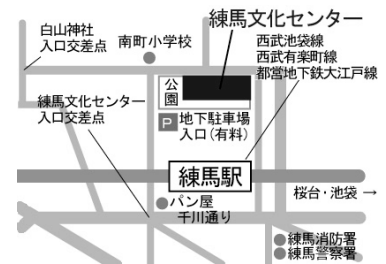 練馬文化センター
白山神社
入口交差点
南町小学校
西武池袋線
西武有楽町線
都営地下鉄大江戸線
公園
練馬文化センター
入口交差点
P 地下駐車場
入口(有料)
練馬駅
桜台・池袋 →
パン屋
千川通り
練馬消防署
練馬警察署